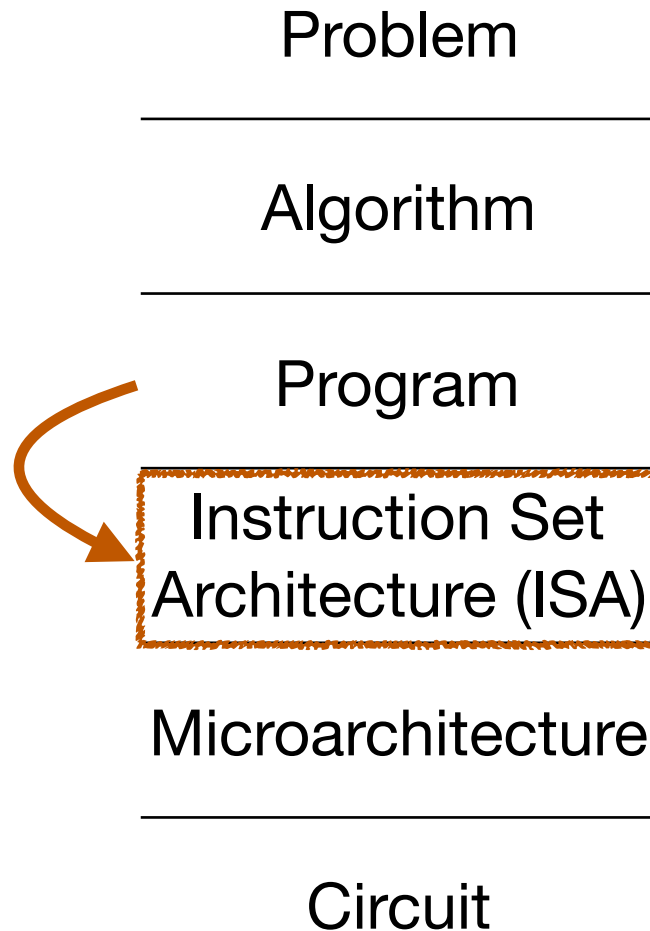 Problem
Algorithm
Program
Instruction Set
Architecture (ISA)
Microarchitecture
Circuit